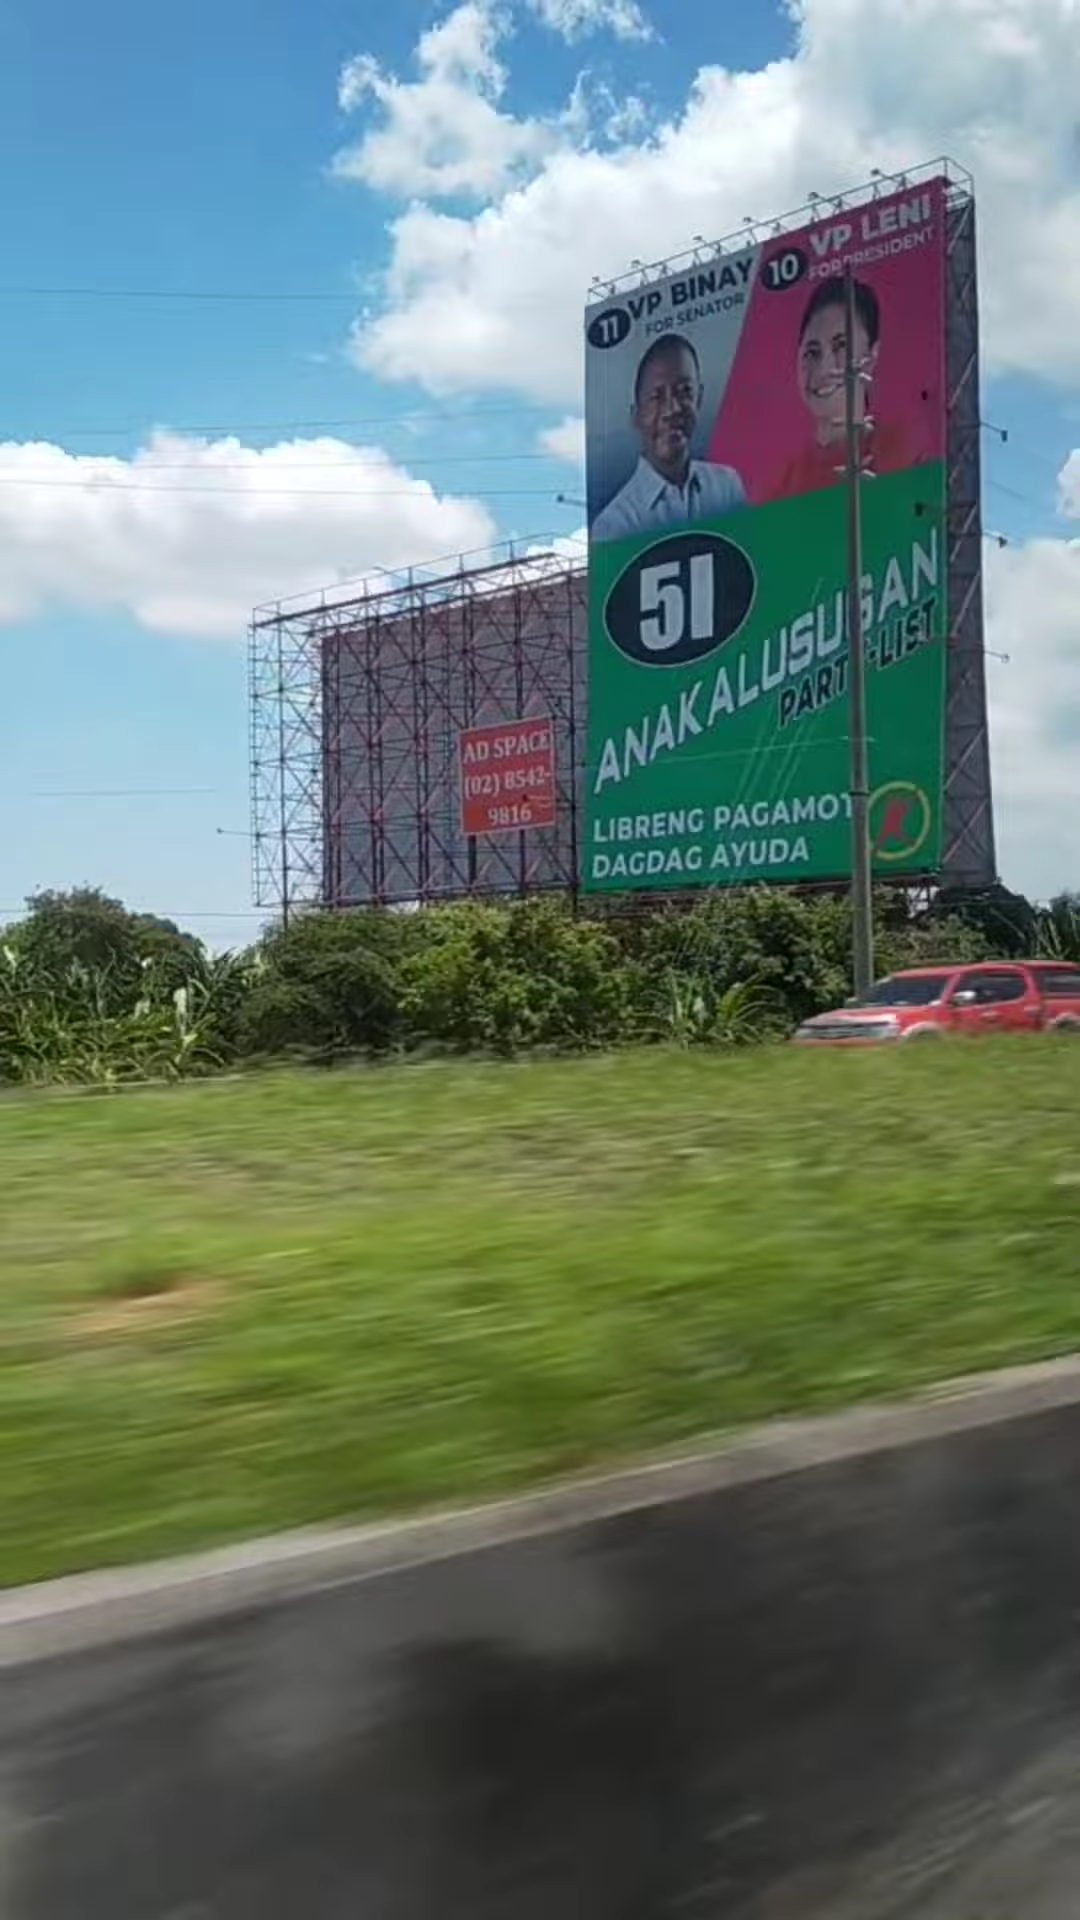 11 VP BINAY
FOR SENATOR
10 VP LENI
FOR PRESIDENT
51
ANAKALUSUGAN
PARTY-LIST
LIBRENG PAGAMOT
DAGDAG AYUDA
AD SPACE
(02) 8542-
9816